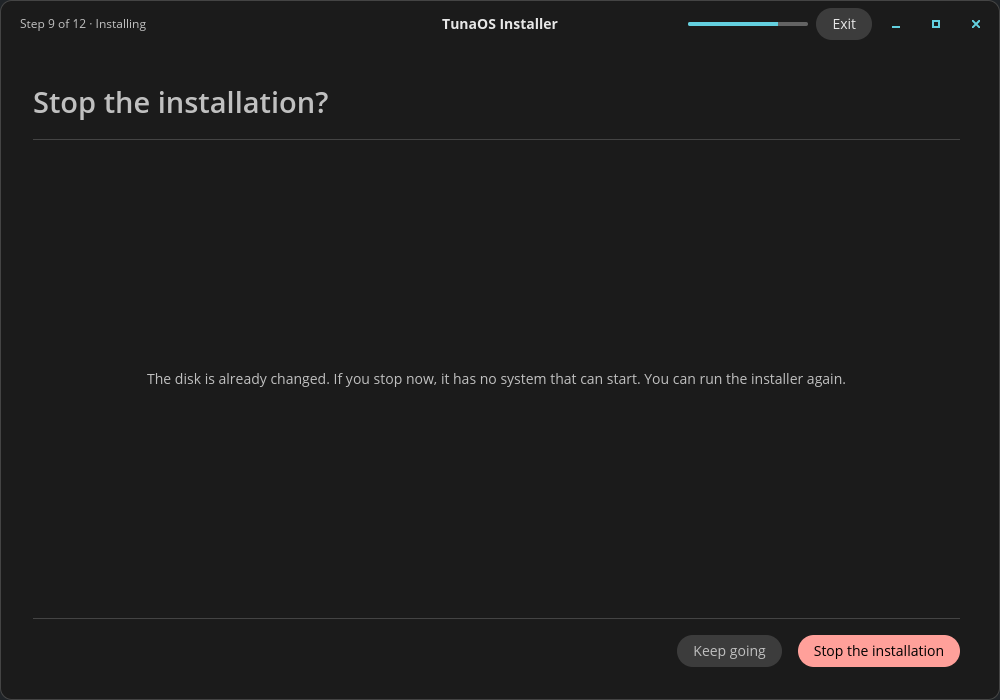 Step 9 of 12 · Installing
TunaOS Installer
Exit
Stop the installation?
The disk is already changed. If you stop now, it has no system that can start. You can run the installer again.
Keep going
Stop the installation